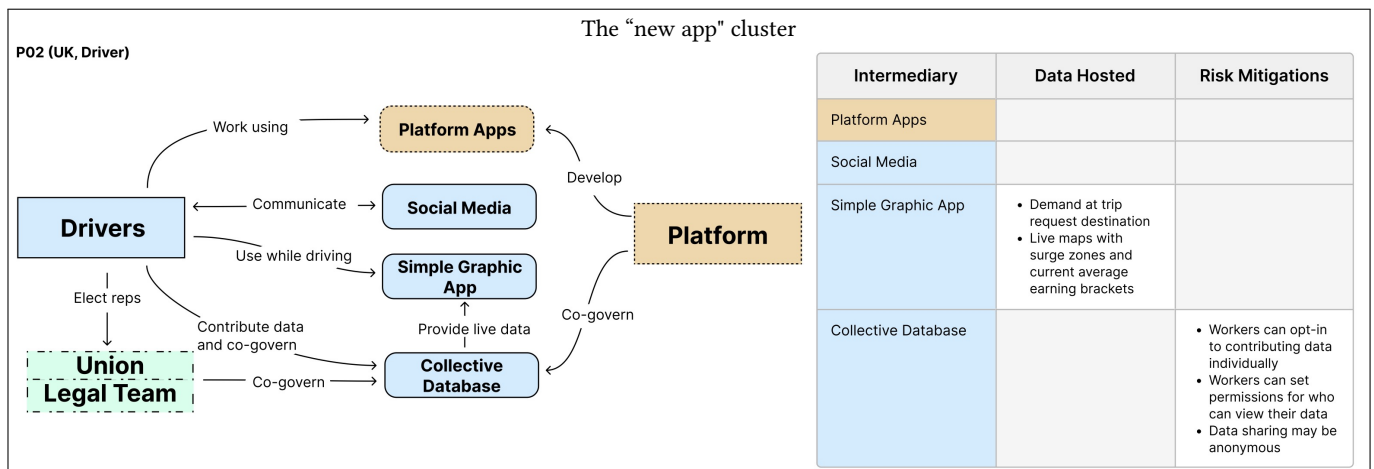 The “new app" cluster
P02 (UK, Driver)
Work using
Platform Apps
Develop
Communicate
Social Media
Drivers
Platform
Use while driving
Simple Graphic
App
Elect reps
Provide live data
Co-govern
Contribute data
and co-govern
Union
Legal Team
Co-govern
Collective
Database
Intermediary
Data Hosted
Risk Mitigations
Platform Apps
Social Media
Simple Graphic App
• Demand at trip
request destination
• Live maps with
surge zones and
current average
earning brackets
Collective Database
• Workers can opt-in
to contributing data
individually
• Workers can set
permissions for who
can view their data
• Data sharing may be
anonymous